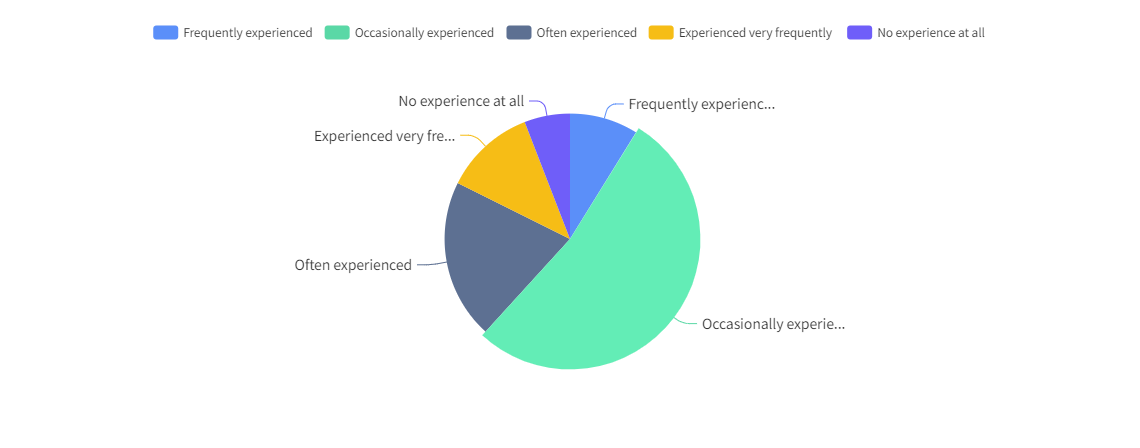 Frequently experienced Occasionally experienced Often experienced Experienced very frequently No experience at all
No experience at all
Frequently experienc...
Experienced very fre...
Often experienced
Occasionally experie...